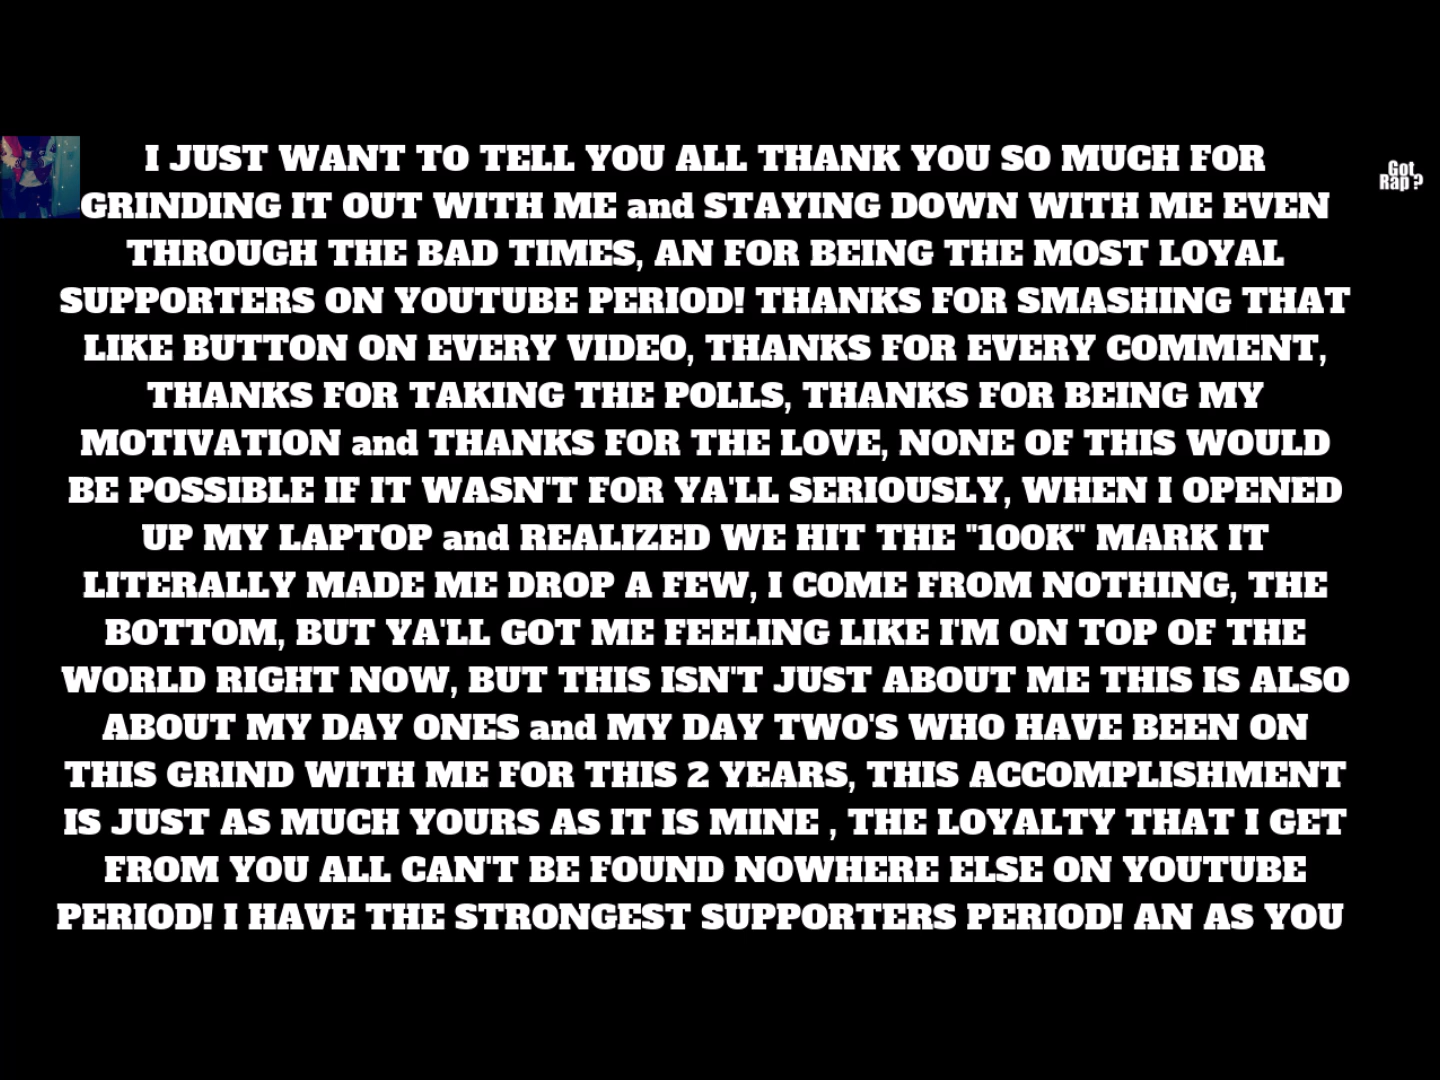 I JUST WANT TO TELL YOU ALL THANK YOU SO MUCH FOR
GRINDING IT OUT WITH ME and STAYING DOWN WITH ME EVEN
THROUGH THE BAD TIMES, AN FOR BEING THE MOST LOYAL
SUPPORTERS ON YOUTUBE PERIOD! THANKS FOR SMASHING THAT
LIKE BUTTON ON EVERY VIDEO, THANKS FOR EVERY COMMENT,
THANKS FOR TAKING THE POLLS, THANKS FOR BEING MY
MOTIVATION and THANKS FOR THE LOVE, NONE OF THIS WOULD
BE POSSIBLE IF IT WASN'T FOR YA'LL SERIOUSLY, WHEN I OPENED
UP MY LAPTOP and REALIZED WE HIT THE "100K" MARK IT
LITERALLY MADE ME DROP A FEW, I COME FROM NOTHING, THE
BOTTOM, BUT YA'LL GOT ME FEELING LIKE I'M ON TOP OF THE
WORLD RIGHT NOW, BUT THIS ISN'T JUST ABOUT ME THIS IS ALSO
ABOUT MY DAY ONES and MY DAY TWO'S WHO HAVE BEEN ON
THIS GRIND WITH ME FOR THIS 2 YEARS, THIS ACCOMPLISHMENT
IS JUST AS MUCH YOURS AS IT IS MINE , THE LOYALTY THAT I GET
FROM YOU ALL CAN'T BE FOUND NOWHERE ELSE ON YOUTUBE
PERIOD! I HAVE THE STRONGEST SUPPORTERS PERIOD! AN AS YOU
Got
Rap ?